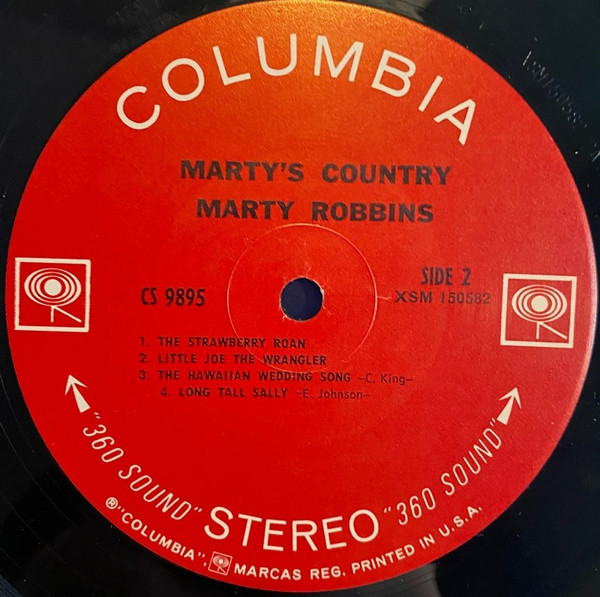 COLUMBIA
MARTY'S COUNTRY
MARTY ROBBINS
CS 9895
SIDE 2
XSM 150582
1. THE STRAWBERRY ROAN
2. LITTLE JOE THE WRANGLER
3. THE HAWAIIAN WEDDING SONG -C. King-
4. LONG TALL SALLY -E. Johnson-
"360 SOUND" STEREO "360 SOUND"
® "COLUMBIA", MARCAS REG. PRINTED IN U.S.A.